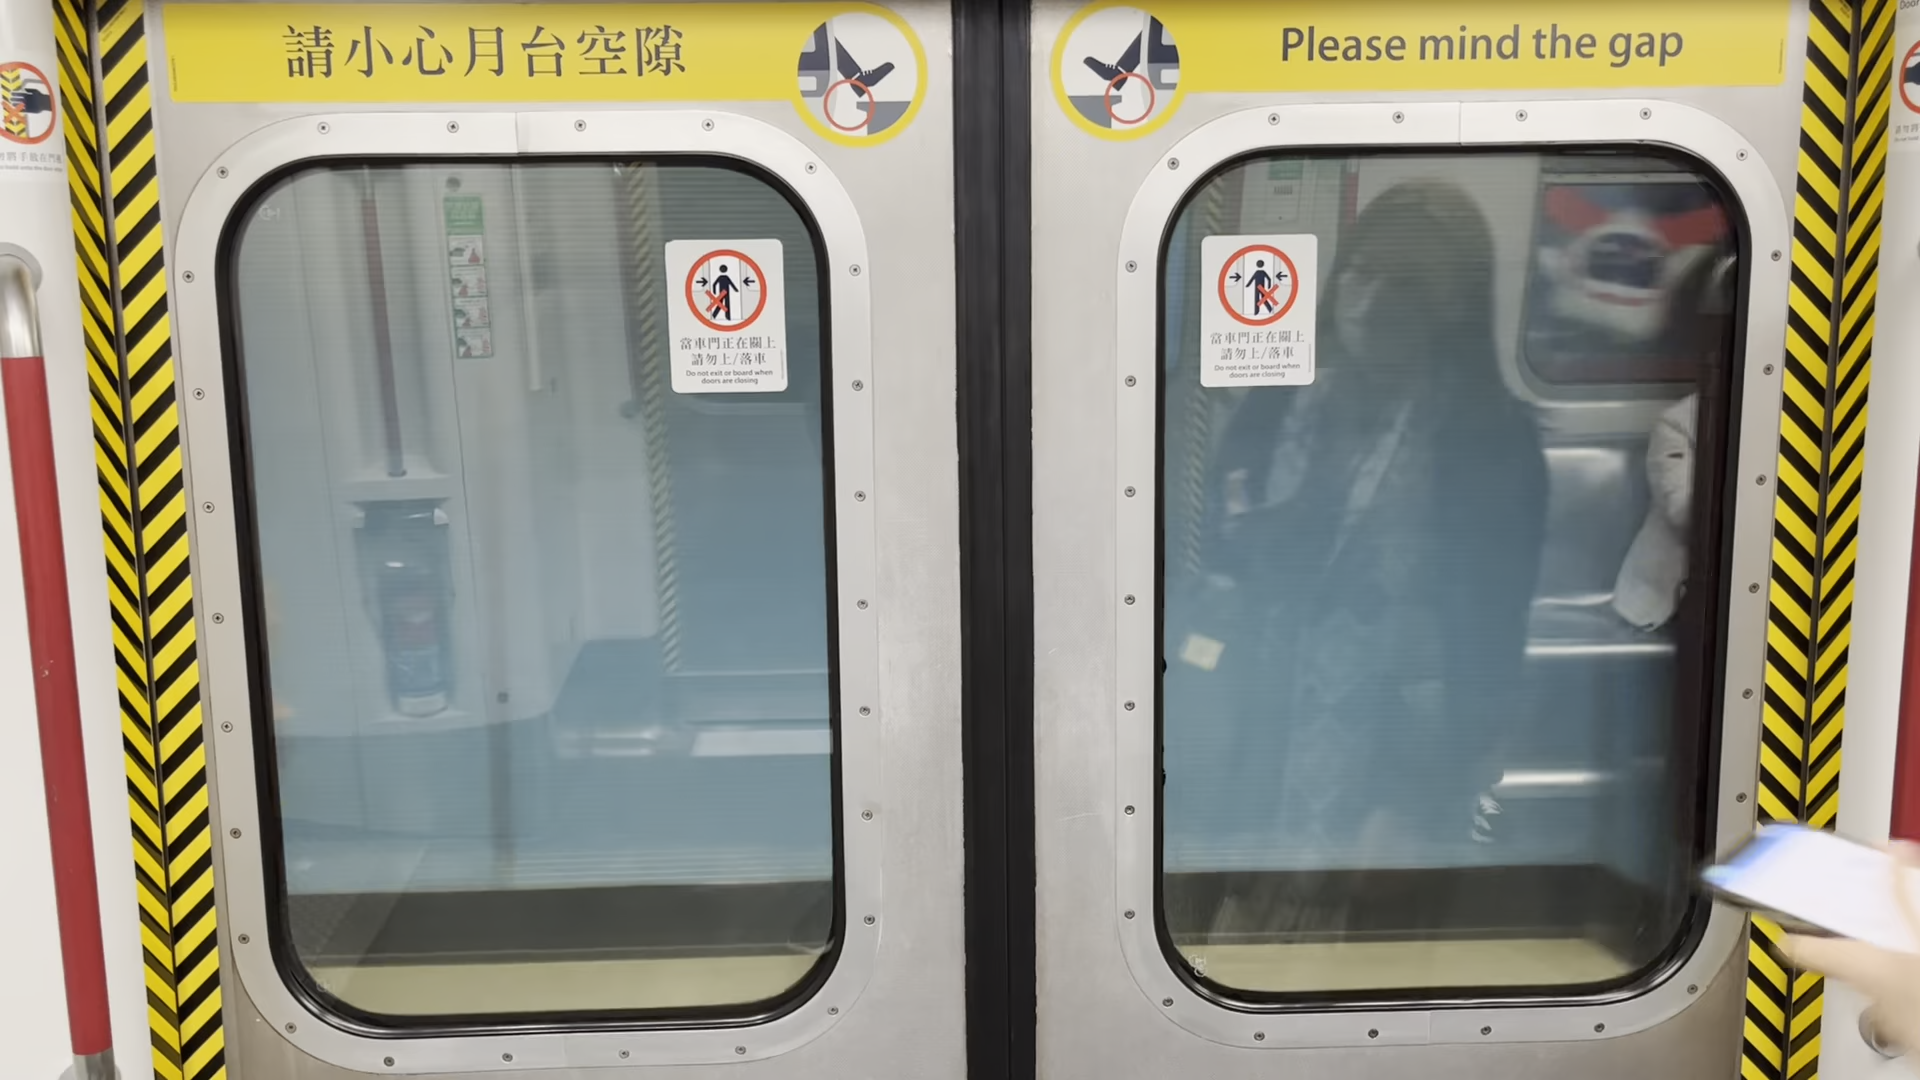 請小心月台空隙
Please mind the gap
當車門正在關上
請勿上/落車
Do not exit or board when
doors are closing
當車門正在關上
請勿上/落車
Do not exit or board when
doors are closing